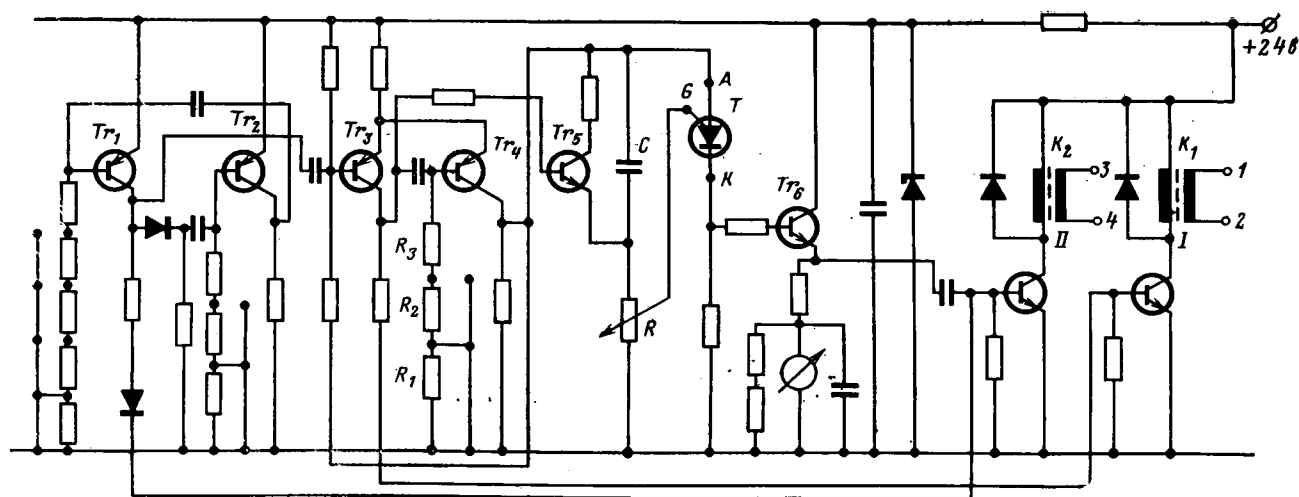 +24В
A
G
T
Tr1
Tr2
Tr3
Tr4
Tr5
C
K2
K1
3
1
K
Tr6
4
2
II
I
R3
R2
R
R1